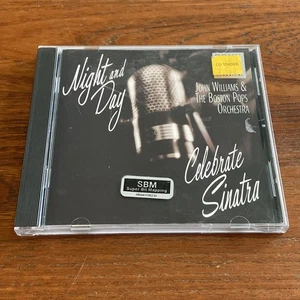 Night and
Day
John Williams &
The Boston Pops
Orchestra
Celebrate
Sinatra
SBM
Super Bit Mapping